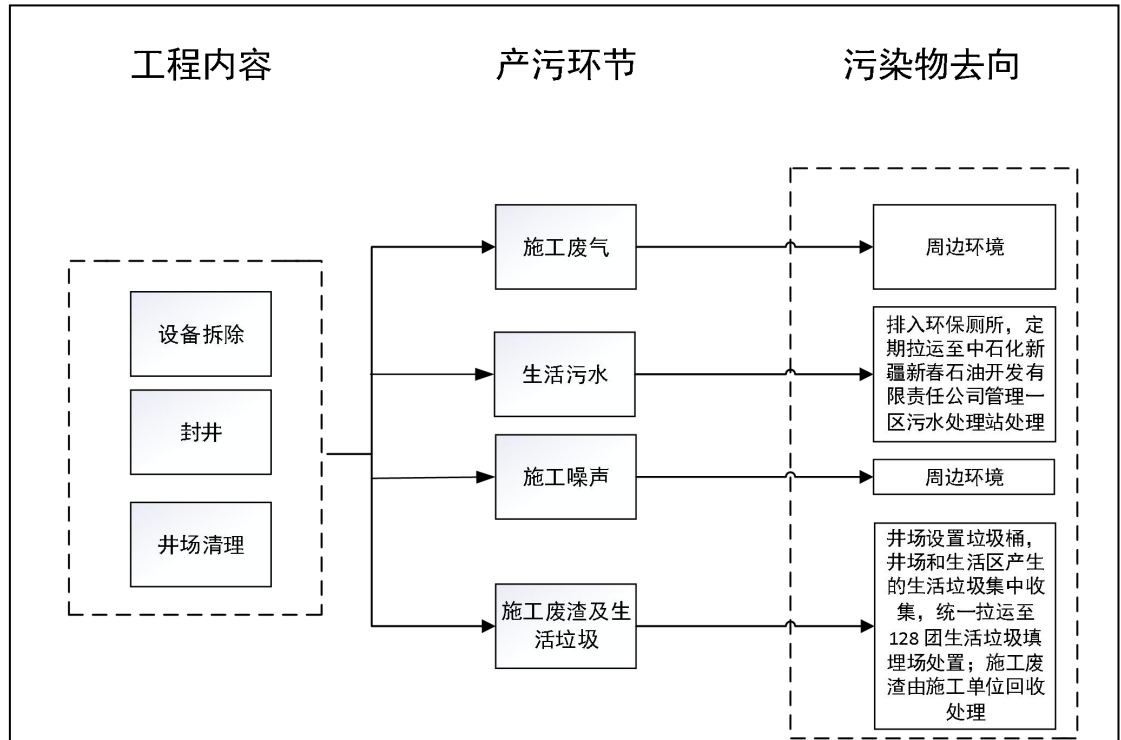 工程内容
产污环节
污染物去向
设备拆除
封井
井场清理
施工废气
生活污水
施工噪声
施工废渣及生
活垃圾
周边环境
排入环保厕所，定
期拉运至中石化新
疆新春石油开发有
限责任公司管理一
区污水处理站处理
周边环境
井场设置垃圾桶，
井场和生活区产生
的生活垃圾集中收
集，统一拉运至
128团生活垃圾填
埋场处置；施工废
渣由施工单位回收
处理